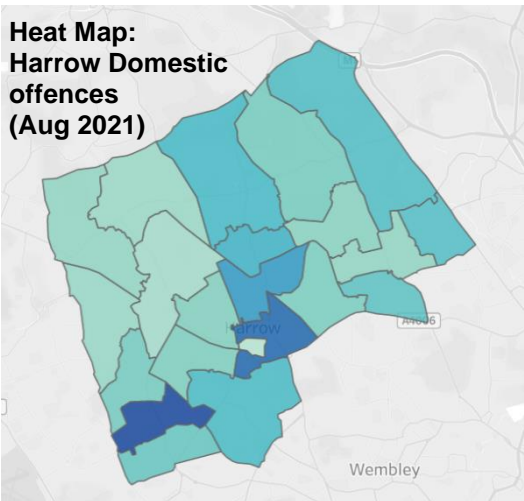 Heat Map:
Harrow Domestic
offences
(Aug 2021)
Harrow
A4006
Wembley